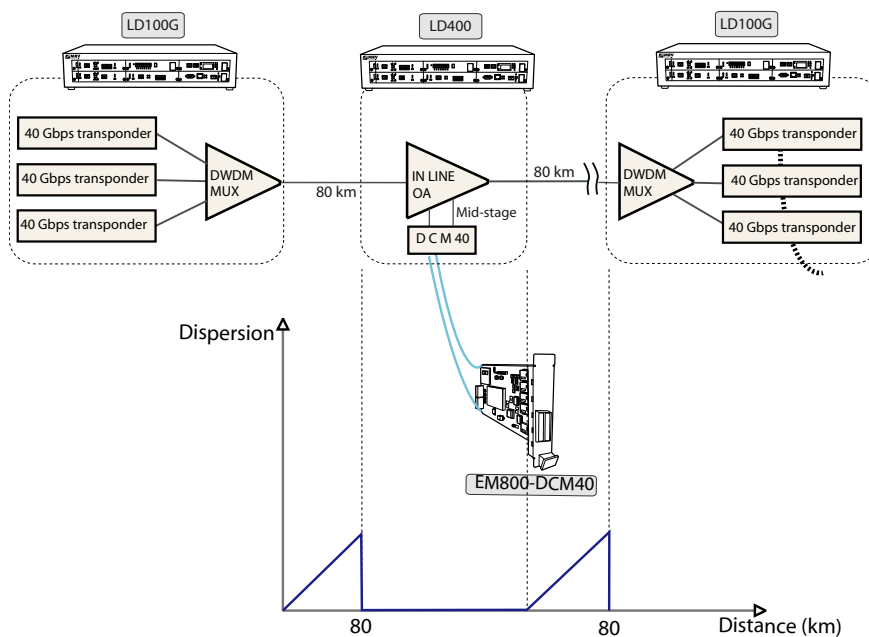 LD100G
LD400
LD100G
40 Gbps transponder
40 Gbps transponder
40 Gbps transponder
DWDM
MUX
80 km
IN LINE
OA
Mid-stage
D C M 40
80 km
DWDM
MUX
40 Gbps transponder
40 Gbps transponder
40 Gbps transponder
Dispersion
EM800-DCM40
80
80
Distance (km)